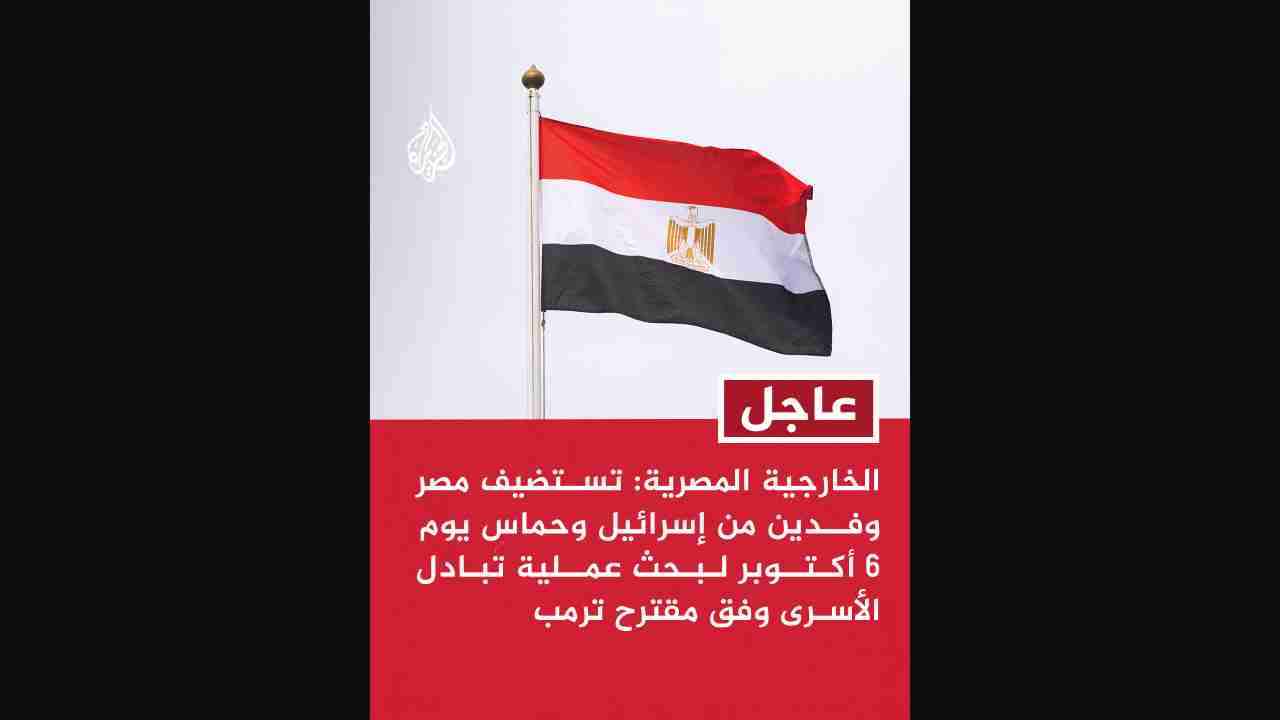 الجزيرة
عاجل
الخارجية المصرية: تستضيف مصر
وفدين من إسرائيل وحماس يوم
6 أكتوبر لبحث عملية تبادل
الأسرى وفق مقترح ترمب